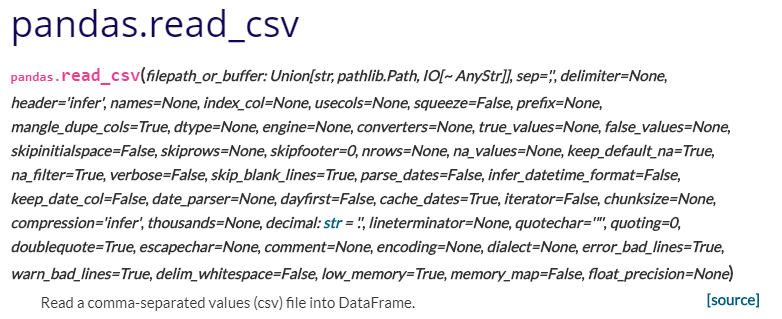 pandas.read_csv
pandas.read_csv(filepath_or_buffer: Union[str, pathlib.Path, IO[~ AnyStr]], sep=',', delimiter=None,
header='infer', names=None, index_col=None, usecols=None, squeeze=False, prefix=None,
mangle_dupe_cols=True, dtype=None, engine=None, converters=None, true_values=None, false_values=None,
skipinitialspace=False, skiprows=None, skipfooter=0, nrows=None, na_values=None, keep_default_na=True,
na_filter=True, verbose=False, skip_blank_lines=True, parse_dates=False, infer_datetime_format=False,
keep_date_col=False, date_parser=None, dayfirst=False, cache_dates=True, iterator=False, chunksize=None,
compression='infer', thousands=None, decimal: str = '.', lineterminator=None, quotechar='"', quoting=0,
doublequote=True, escapechar=None, comment=None, encoding=None, dialect=None, error_bad_lines=True,
warn_bad_lines=True, delim_whitespace=False, low_memory=True, memory_map=False, float_precision=None)
Read a comma-separated values (csv) file into DataFrame. [source]